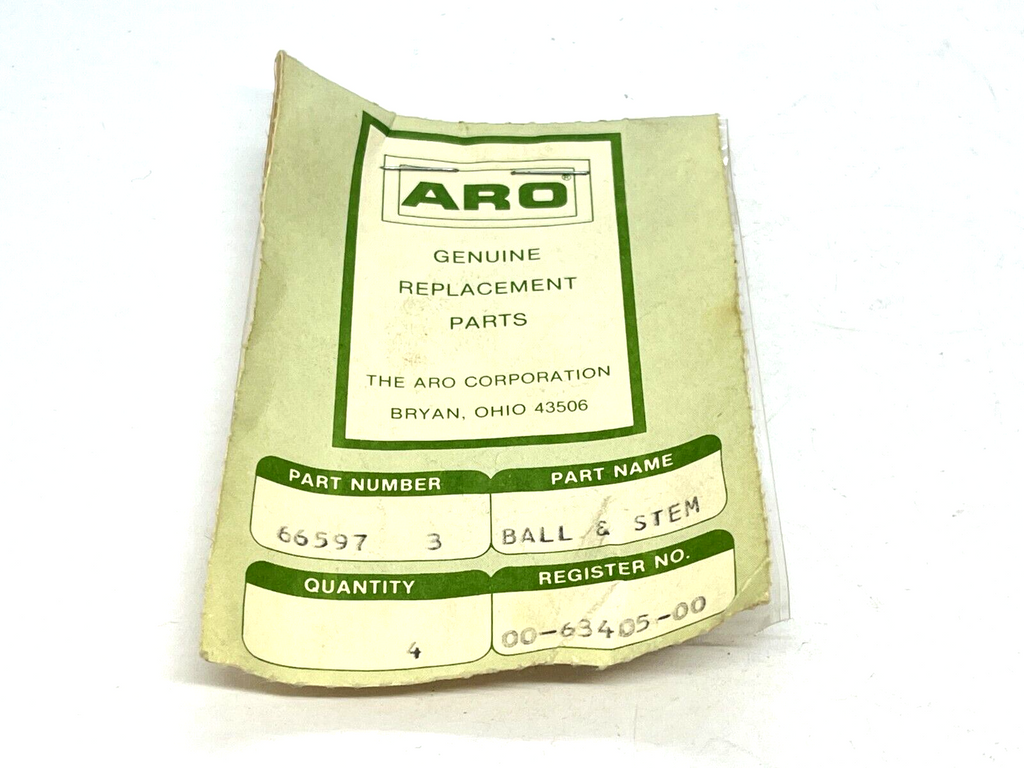 ARO®
GENUINE
REPLACEMENT
PARTS
THE ARO CORPORATION
BRYAN, OHIO 43506
PART NUMBER
66597 3
PART NAME
BALL & STEM
QUANTITY
4
REGISTER NO.
00-63405-00